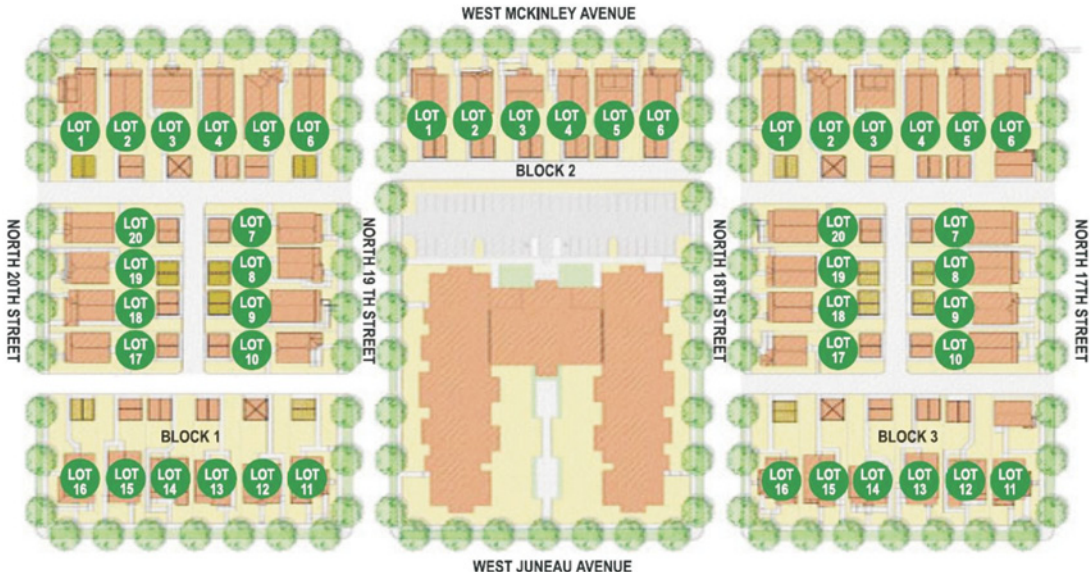 WEST MCKINLEY AVENUE
LOT 1
LOT 2
LOT 3
LOT 4
LOT 5
LOT 6
LOT 1
LOT 2
LOT 3
LOT 4
LOT 5
LOT 6
LOT 1
LOT 2
LOT 3
LOT 4
LOT 5
LOT 6
BLOCK 2
NORTH 20TH STREET
LOT 20
LOT 7
LOT 19
LOT 8
LOT 18
LOT 9
LOT 17
LOT 10
NORTH 19 TH STREET
NORTH 18TH STREET
LOT 20
LOT 7
LOT 19
LOT 8
LOT 18
LOT 9
LOT 17
LOT 10
NORTH 17TH STREET
BLOCK 1
LOT 16
LOT 15
LOT 14
LOT 13
LOT 12
LOT 11
BLOCK 3
LOT 16
LOT 15
LOT 14
LOT 13
LOT 12
LOT 11
WEST JUNEAU AVENUE